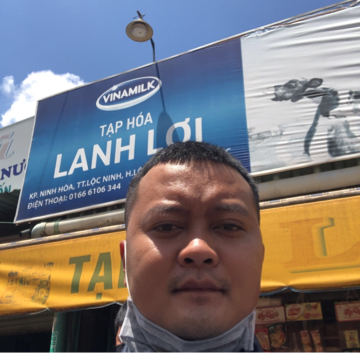 VINAMILK
TẠP HÓA
LANH LỢI
KP. NINH HÒA, TT.LỘC NINH, H.L
ĐIỆN THOẠI: 0166 6106 344
TẠ